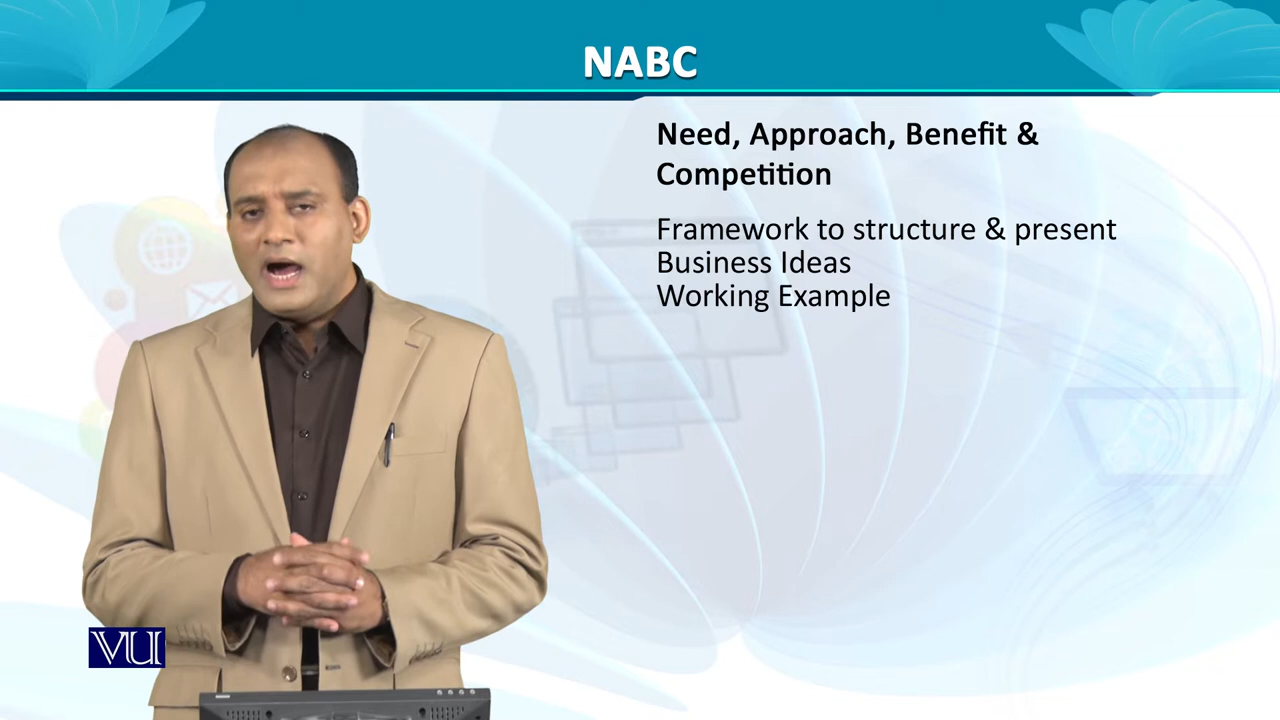 NABC
Need, Approach, Benefit &
Competition
Framework to structure & present
Business Ideas
Working Example
VU